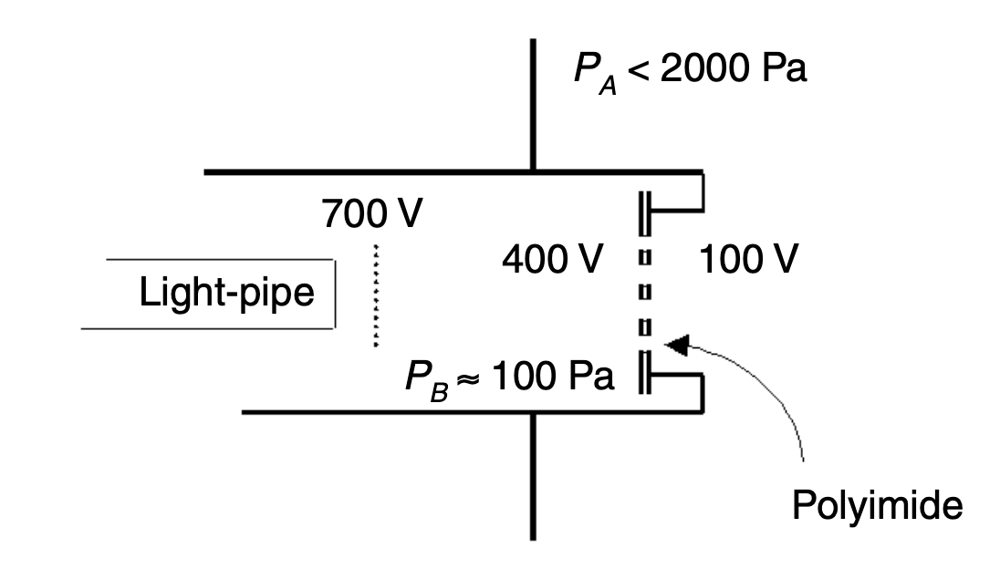 P_A < 2000 Pa
700 V
400 V
100 V
Light-pipe
P_B ≈ 100 Pa
Polyimide